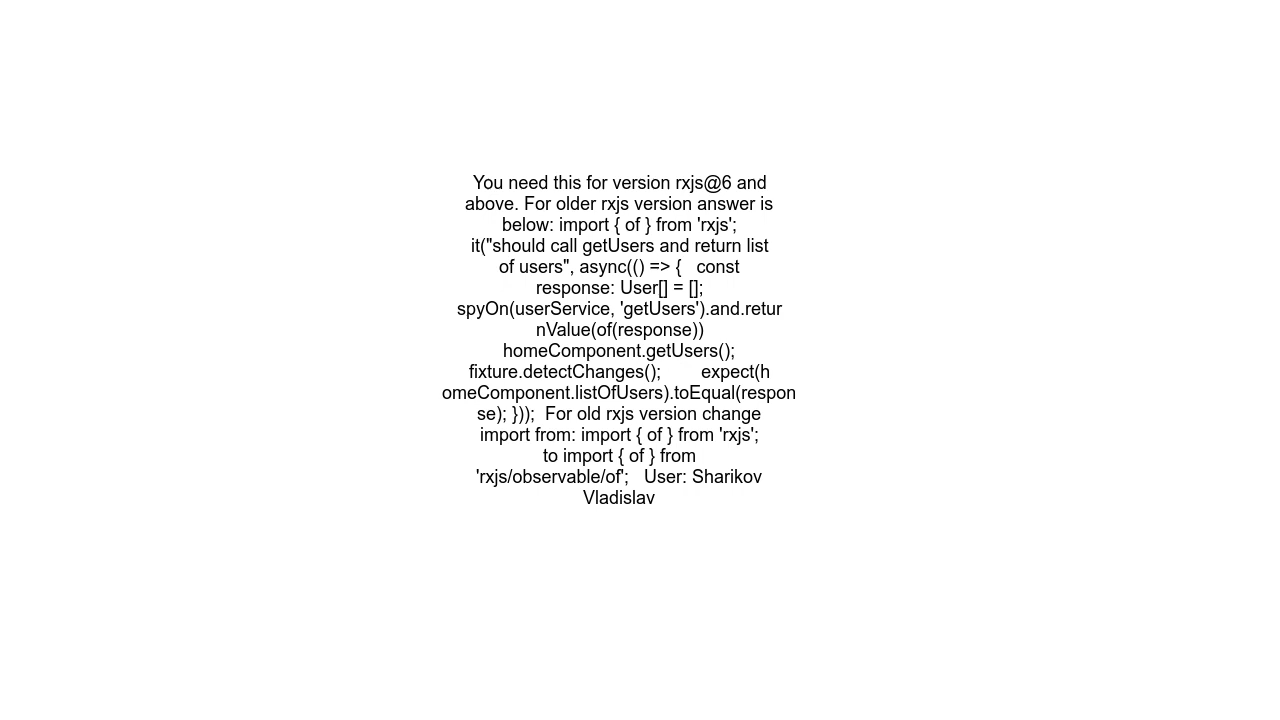 You need this for version rxjs@6 and
above. For older rxjs version answer is
below: import { of } from 'rxjs';
it("should call getUsers and return list
of users", async(() => {   const
response: User[] = [];
spyOn(userService, 'getUsers').and.retur
nValue(of(response))
homeComponent.getUsers();
fixture.detectChanges();        expect(h
omeComponent.listOfUsers).toEqual(respon
se); }));  For old rxjs version change
import from: import { of } from 'rxjs';
to import { of } from
'rxjs/observable/of';   User: Sharikov
Vladislav